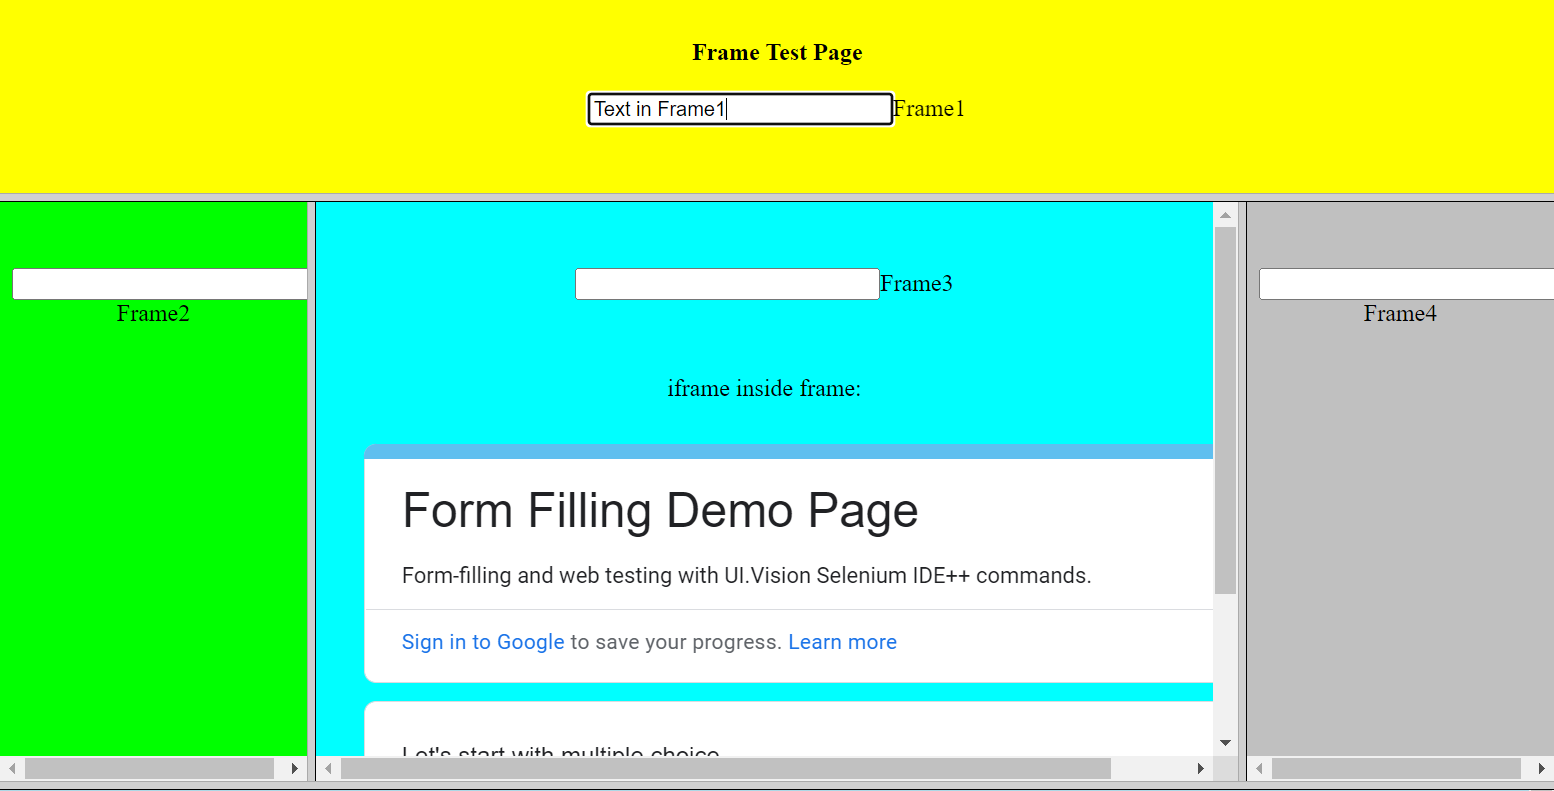 Frame Test Page
Text in Frame1 Frame1
Frame2
Frame3
Frame4
iframe inside frame:
Form Filling Demo Page
Form-filling and web testing with UI.Vision Selenium IDE++ commands.
Sign in to Google to save your progress. Learn more
Let's start with multiple choice